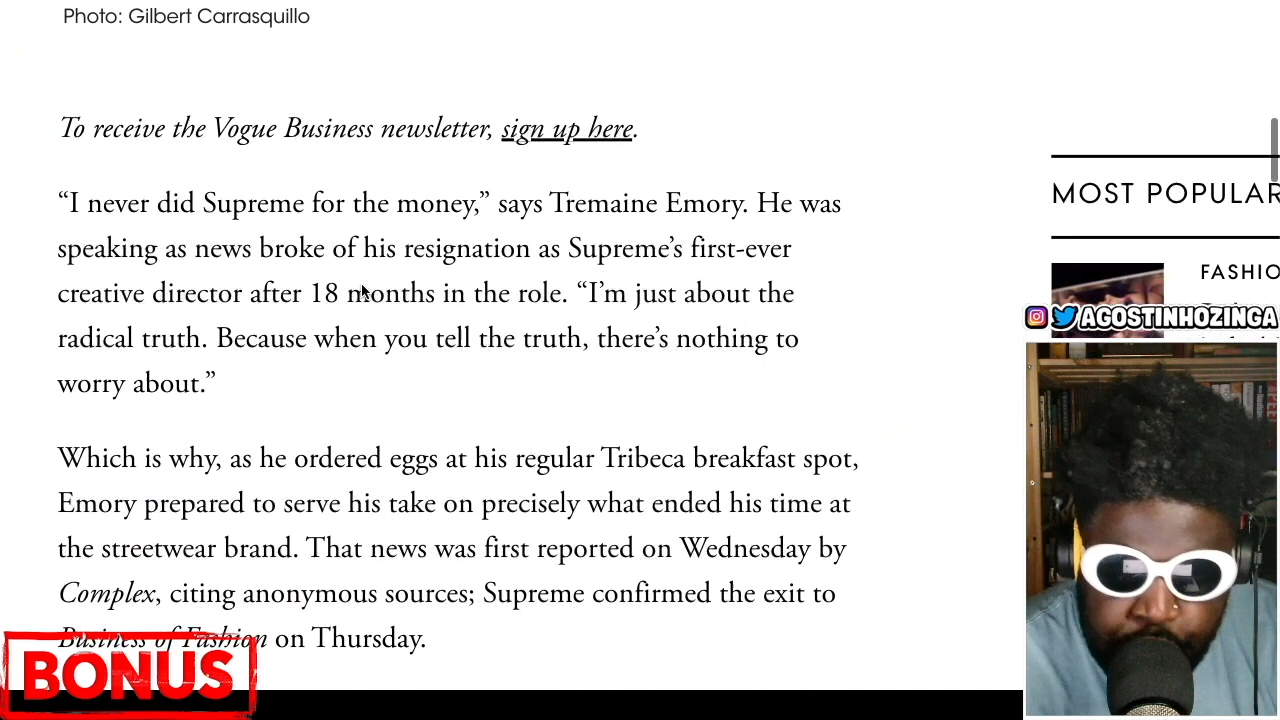 Photo: Gilbert Carrasquillo
To receive the Vogue Business newsletter, sign up here.
“I never did Supreme for the money,” says Tremaine Emory. He was
speaking as news broke of his resignation as Supreme’s first-ever
creative director after 18 months in the role. “I’m just about the
radical truth. Because when you tell the truth, there’s nothing to
worry about.”
Which is why, as he ordered eggs at his regular Tribeca breakfast spot,
Emory prepared to serve his take on precisely what ended his time at
the streetwear brand. That news was first reported on Wednesday by
Complex, citing anonymous sources; Supreme confirmed the exit to
Business of Fashion on Thursday.
MOST POPULAR
FASHIO
AGOSTINHOZINGA
BONUS